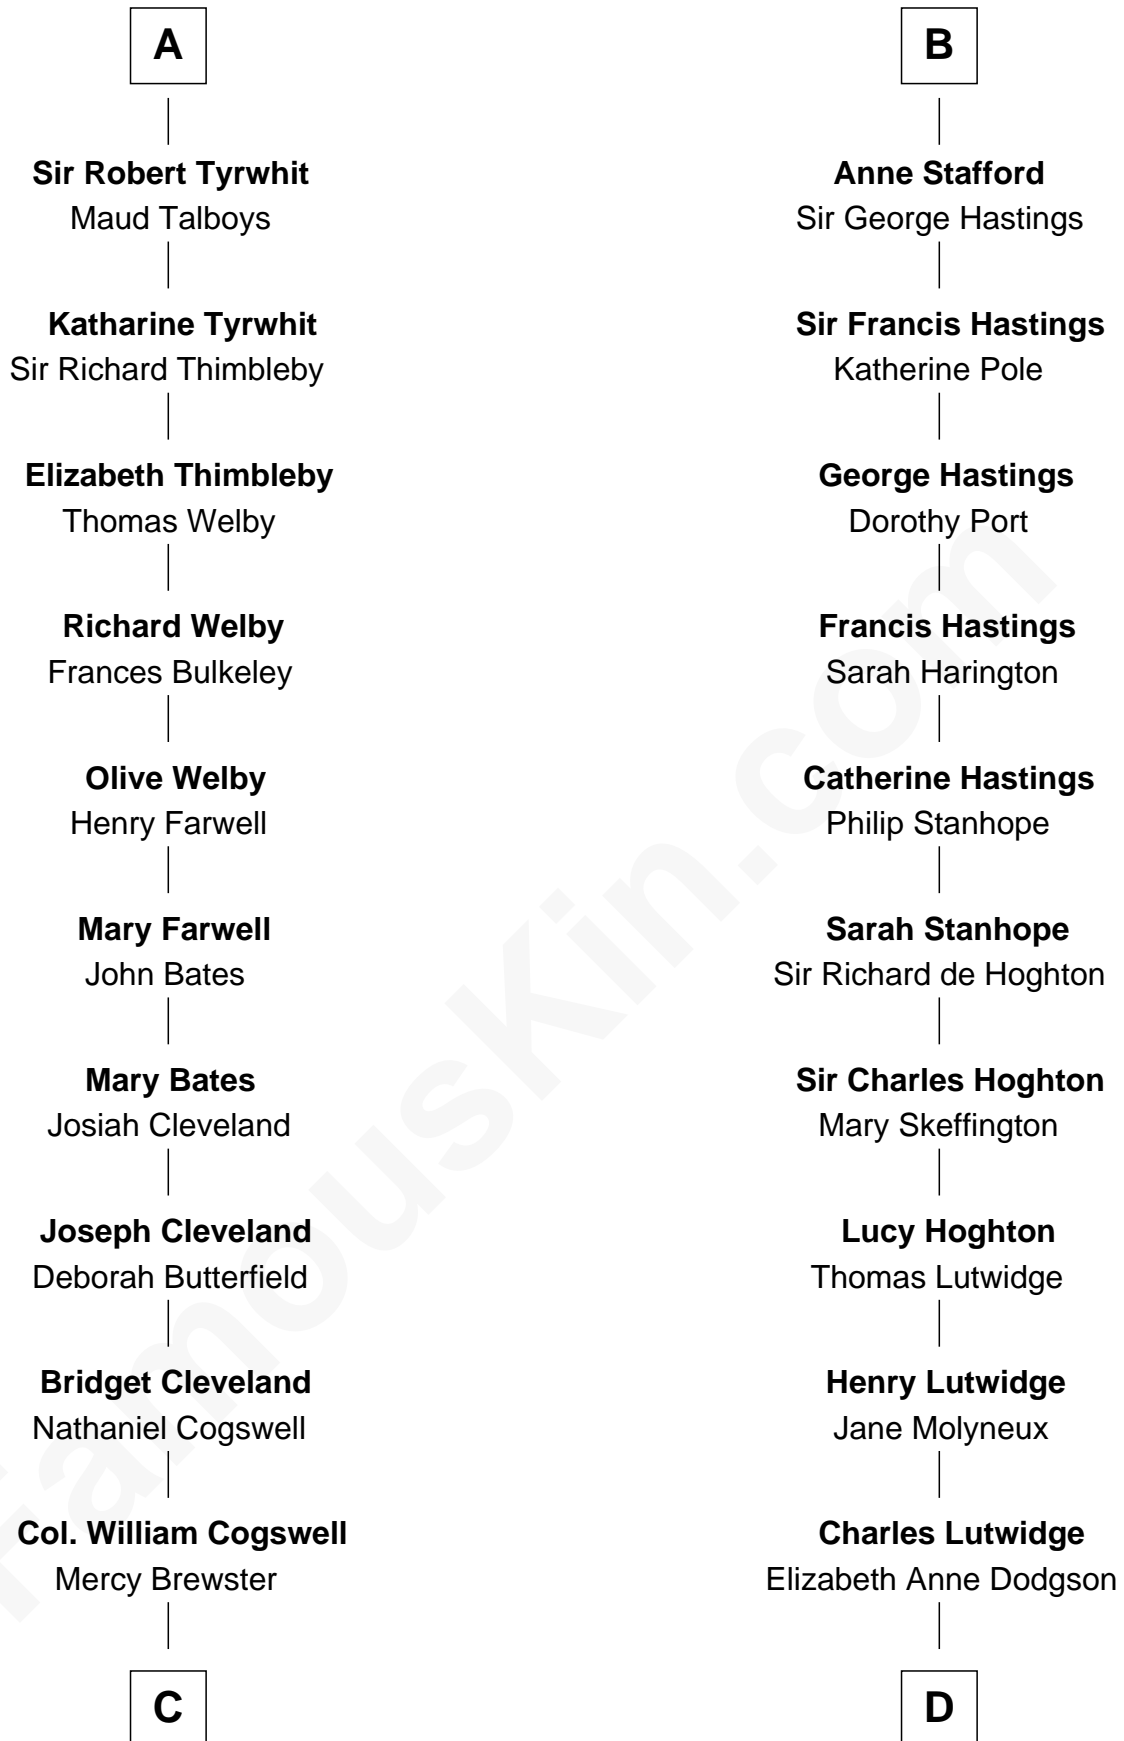 A
Sir Robert Tyrwhit
Maud Talboys
Katharine Tyrwhit
Sir Richard Thimbleby
Elizabeth Thimbleby
Thomas Welby
Richard Welby
Frances Bulkeley
Olive Welby
Henry Farwell
Mary Farwell
John Bates
Mary Bates
Josiah Cleveland
Joseph Cleveland
Deborah Butterfield
Bridget Cleveland
Nathaniel Cogswell
Col. William Cogswell
Mercy Brewster
C
B
Anne Stafford
Sir George Hastings
Sir Francis Hastings
Katherine Pole
George Hastings
Dorothy Port
Francis Hastings
Sarah Harington
Catherine Hastings
Philip Stanhope
Sarah Stanhope
Sir Richard de Hoghton
Sir Charles Hoghton
Mary Skeffington
Lucy Hoghton
Thomas Lutwidge
Henry Lutwidge
Jane Molyneux
Charles Lutwidge
Elizabeth Anne Dodgson
D
FamousKin.com